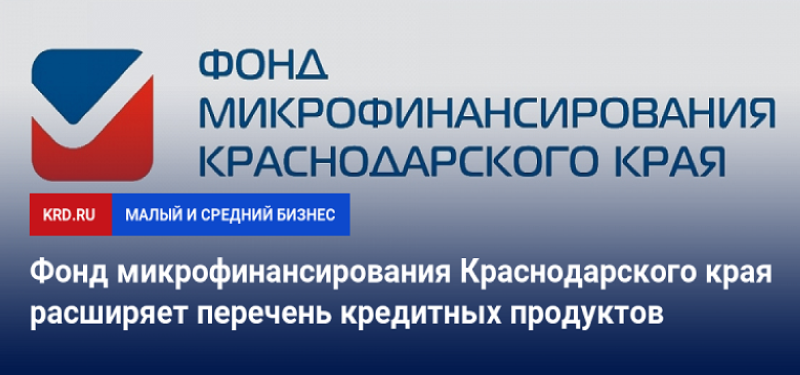 ФОНД
МИКРОФИНАНСИРОВАНИЯ
КРАСНОДАРСКОГО КРАЯ
KRD.RU
МАЛЫЙ И СРЕДНИЙ БИЗНЕС
Фонд микрофинансирования Краснодарского края
расширяет перечень кредитных продуктов